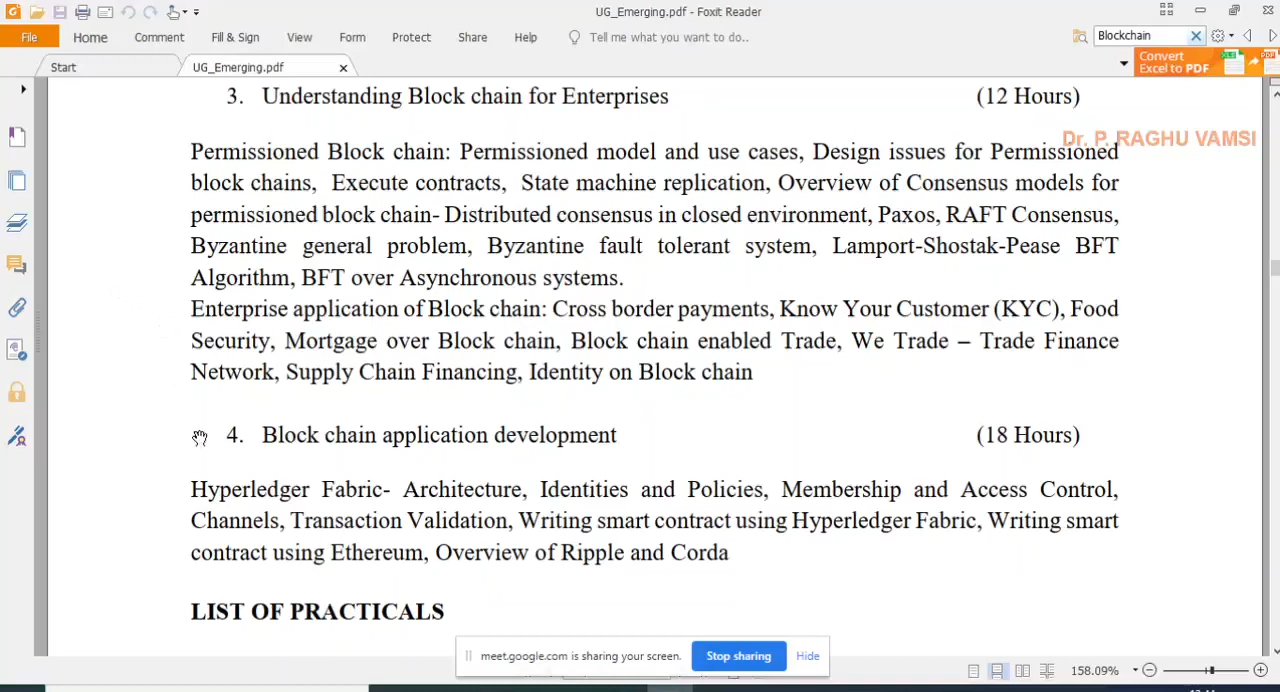 UG_Emerging.pdf - Foxit Reader
File Home Comment Fill & Sign View Form Protect Share Help Tell me what you want to do.. Blockchain
Start UG_Emerging.pdf Convert Excel to PDF
3. Understanding Block chain for Enterprises (12 Hours)
Dr. P. RAGHU VAMSI
Permissioned Block chain: Permissioned model and use cases, Design issues for Permissioned
block chains, Execute contracts, State machine replication, Overview of Consensus models for
permissioned block chain- Distributed consensus in closed environment, Paxos, RAFT Consensus,
Byzantine general problem, Byzantine fault tolerant system, Lamport-Shostak-Pease BFT
Algorithm, BFT over Asynchronous systems.
Enterprise application of Block chain: Cross border payments, Know Your Customer (KYC), Food
Security, Mortgage over Block chain, Block chain enabled Trade, We Trade – Trade Finance
Network, Supply Chain Financing, Identity on Block chain
4. Block chain application development (18 Hours)
Hyperledger Fabric- Architecture, Identities and Policies, Membership and Access Control,
Channels, Transaction Validation, Writing smart contract using Hyperledger Fabric, Writing smart
contract using Ethereum, Overview of Ripple and Corda
LIST OF PRACTICALS
meet.google.com is sharing your screen. Stop sharing Hide
158.09%